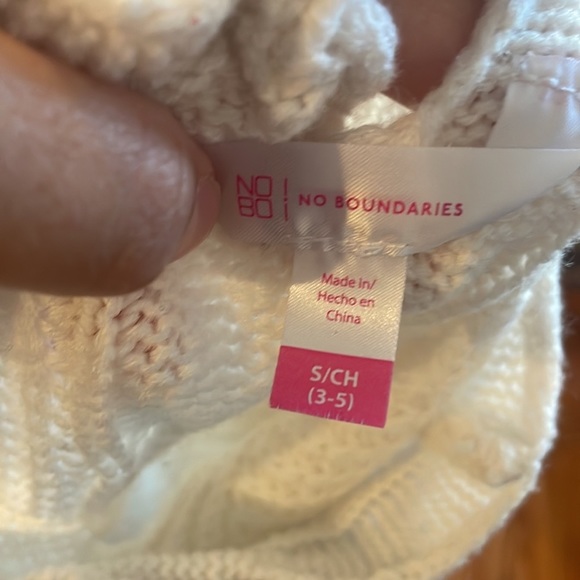 NO
BO
NO BOUNDARIES
Made in/
Hecho en
China
S/CH
(3-5)